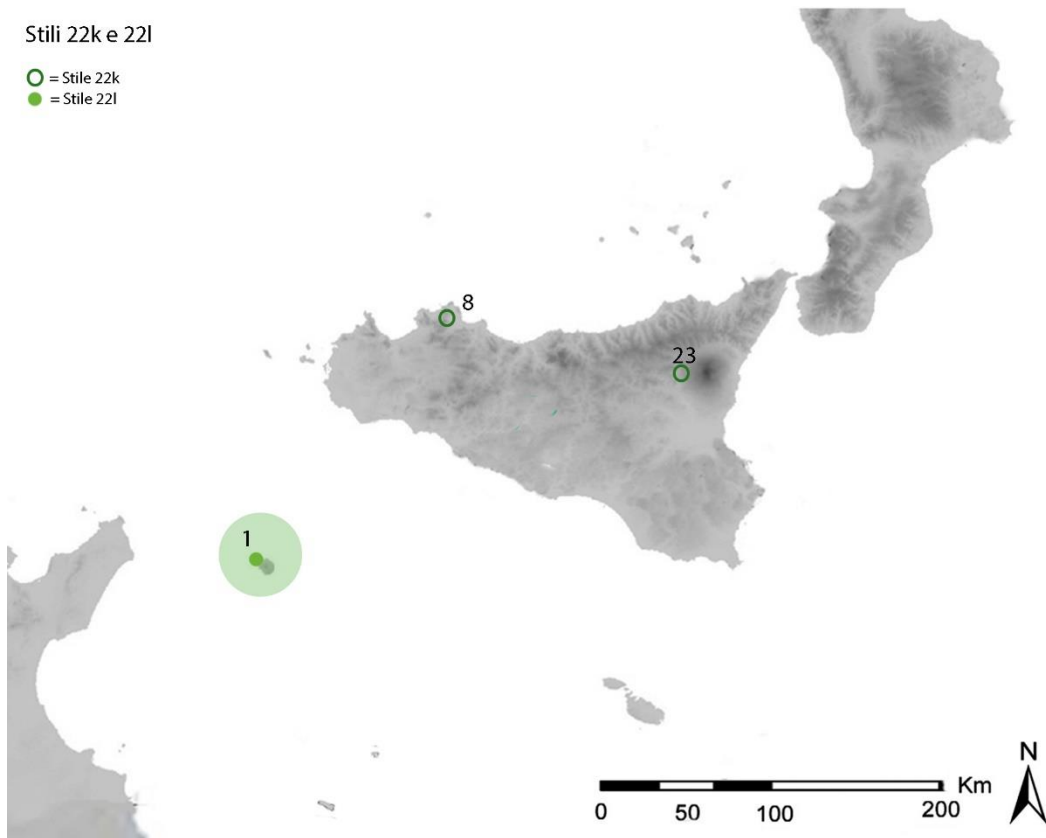 Stili 22k e 22l
= Stile 22k
= Stile 22l
8
23
1
N
Km
0 50 100 200